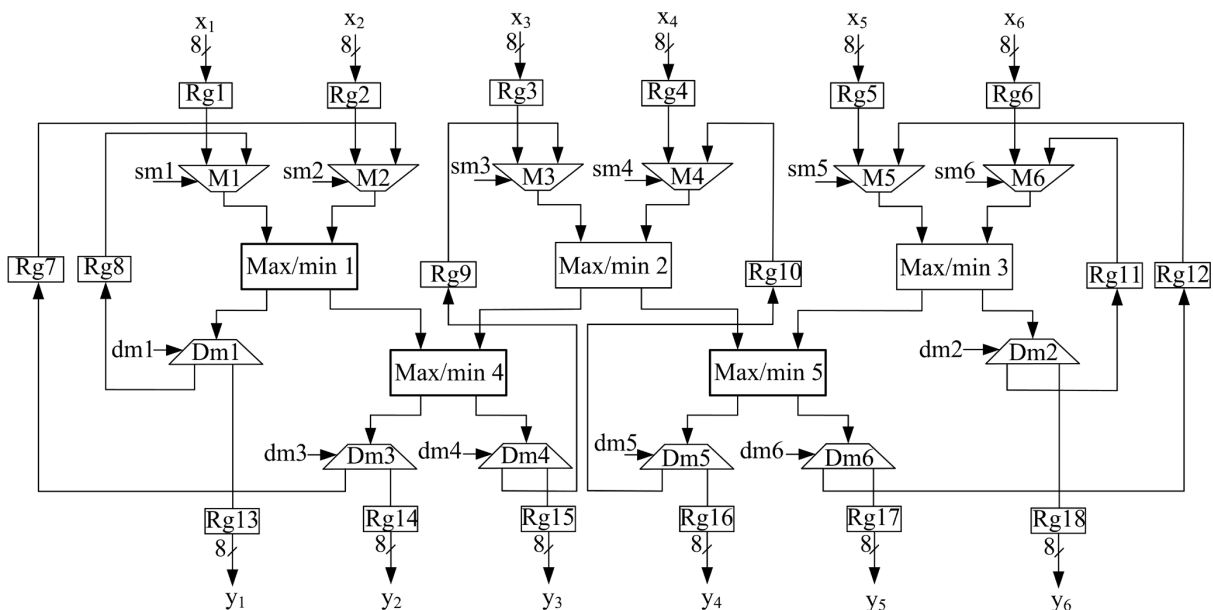 x1 x2 x3 x4 x5 x6
8 8 8 8 8 8
Rg1 Rg2 Rg3 Rg4 Rg5 Rg6
sm1 M1 sm2 M2 sm3 M3 sm4 M4 sm5 M5 sm6 M6
Rg7 Rg8 Max/min 1 Rg9 Max/min 2 Rg10 Max/min 3 Rg11 Rg12
dm1 Dm1 Max/min 4 Max/min 5 dm2 Dm2
dm3 Dm3 dm4 Dm4 dm5 Dm5 dm6 Dm6
Rg13 Rg14 Rg15 Rg16 Rg17 Rg18
8 8 8 8 8 8
y1 y2 y3 y4 y5 y6